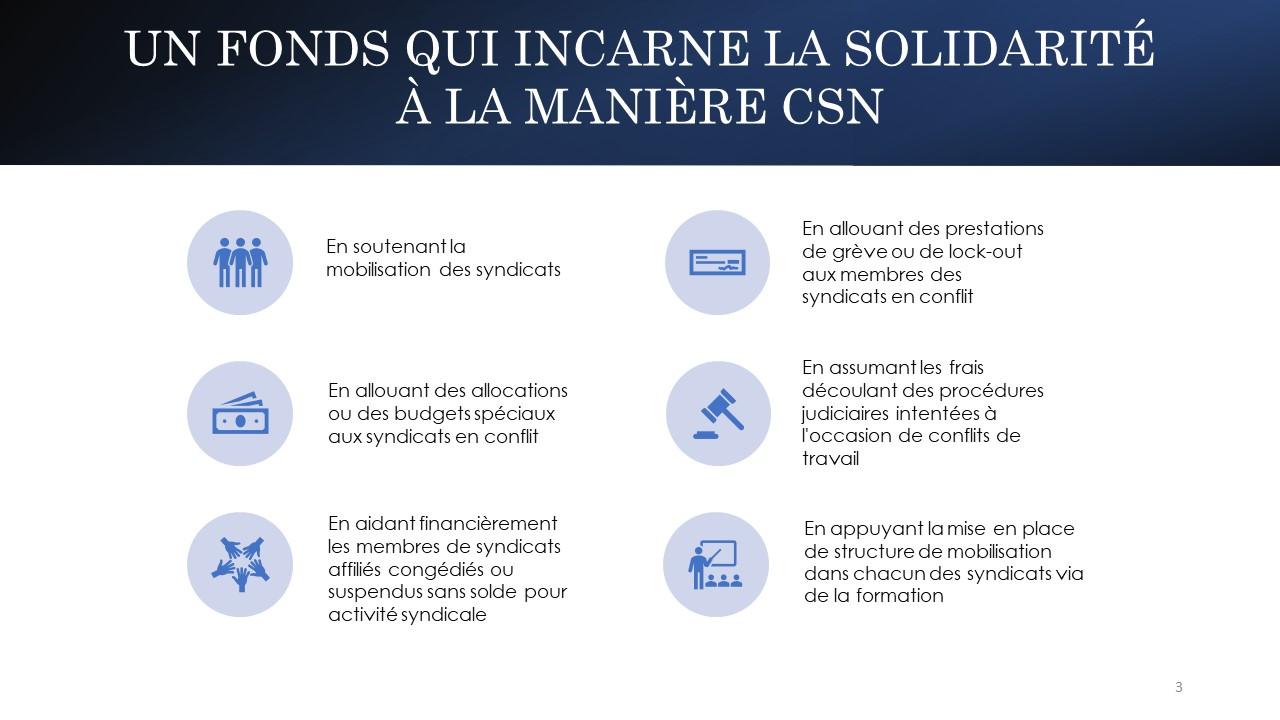 UN FONDS QUI INCARNE LA SOLIDARITÉ
À LA MANIÈRE CSN
En soutenant la
mobilisation des syndicats
En allouant des prestations
de grève ou de lock-out
aux membres des
syndicats en conflit
En allouant des allocations
ou des budgets spéciaux
aux syndicats en conflit
En assumant les frais
découlant des procédures
judiciaires intentées à
l'occasion de conflits de
travail
En aidant financièrement
les membres de syndicats
affiliés congédiés ou
suspendus sans solde pour
activité syndicale
En appuyant la mise en place
de structure de mobilisation
dans chacun des syndicats via
de la formation
3